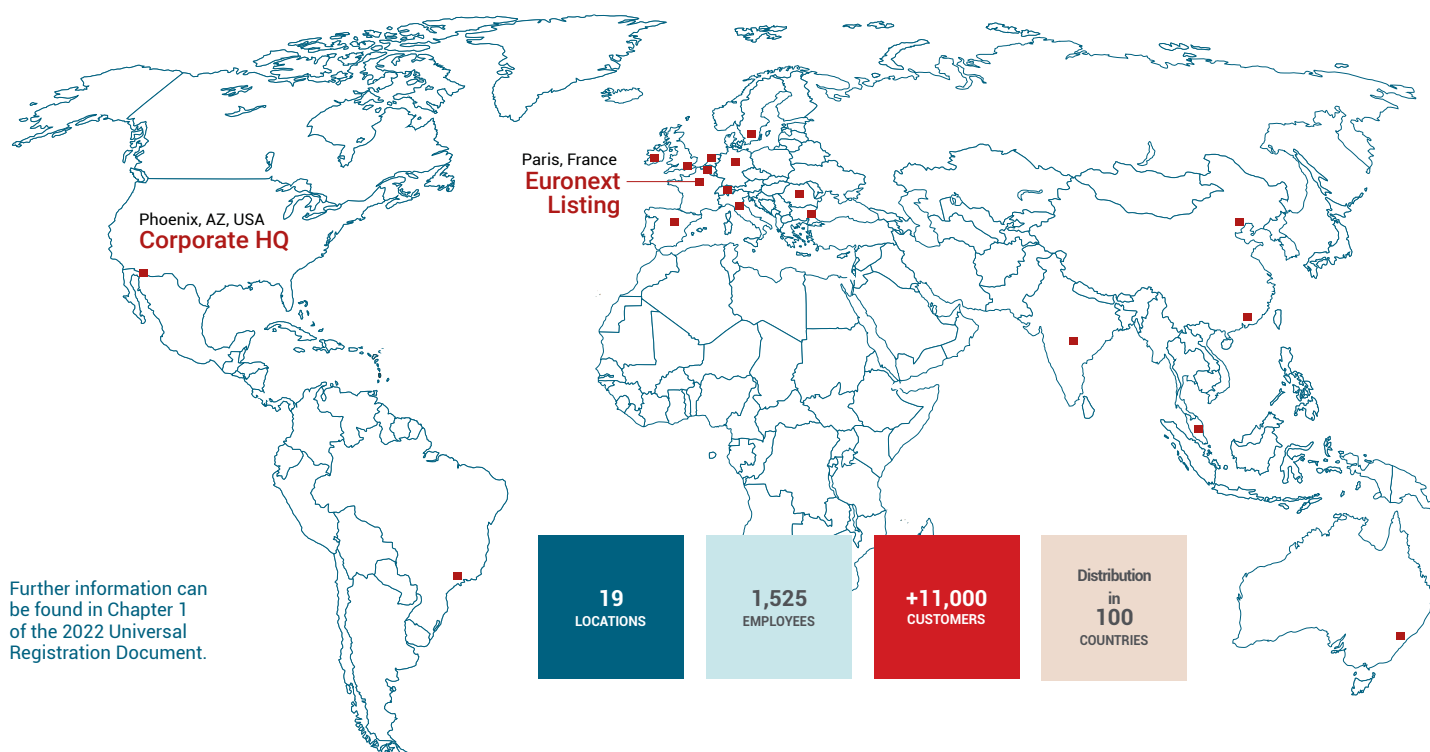 Paris, France
Euronext
Listing
Phoenix, AZ, USA
Corporate HQ
Further information can
be found in Chapter 1
of the 2022 Universal
Registration Document.
19
LOCATIONS
1,525
EMPLOYEES
+11,000
CUSTOMERS
Distribution
in
100
COUNTRIES